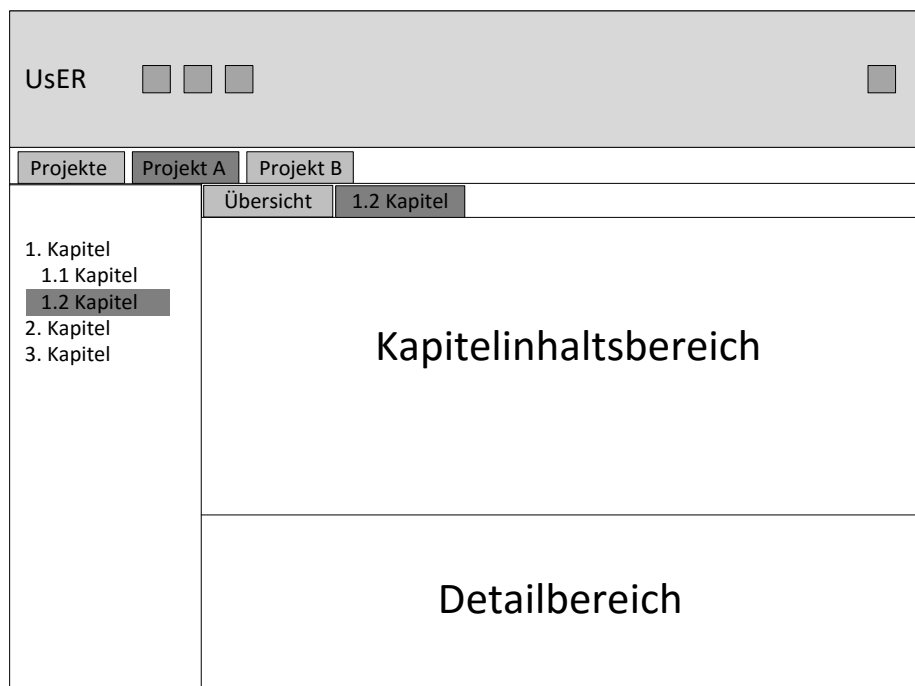 UsER
Projekte Projekt A Projekt B
Übersicht 1.2 Kapitel
1. Kapitel
1.1 Kapitel
1.2 Kapitel
2. Kapitel
3. Kapitel
Kapitelinhaltsbereich
Detailbereich